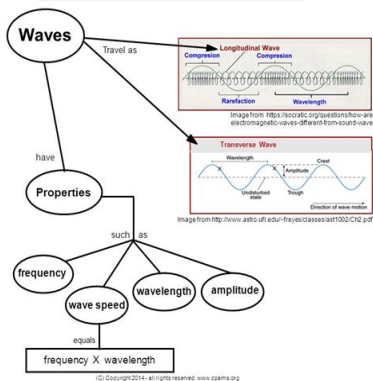 Waves
Travel as
Longitudinal Wave
Compresion
Compresion
Rarefaction
Wavelength
Image from https://socratic.org/questions/how-are
electromagnetic-waves-different-from-sound-wave
Transverse Wave
Wavelength
Crest
X
X
Amplitude
Undisturbed
state
Trough
Direction of wave motion
Image from http://www.astro.ufl.edu/~freyes/classes/ast1002/Ch2.pdf
have
Properties
such as
frequency
wave speed
wavelength
amplitude
equals
frequency X wavelength
(C) Copyright 2014 - all rights reserved www.cpalms.org